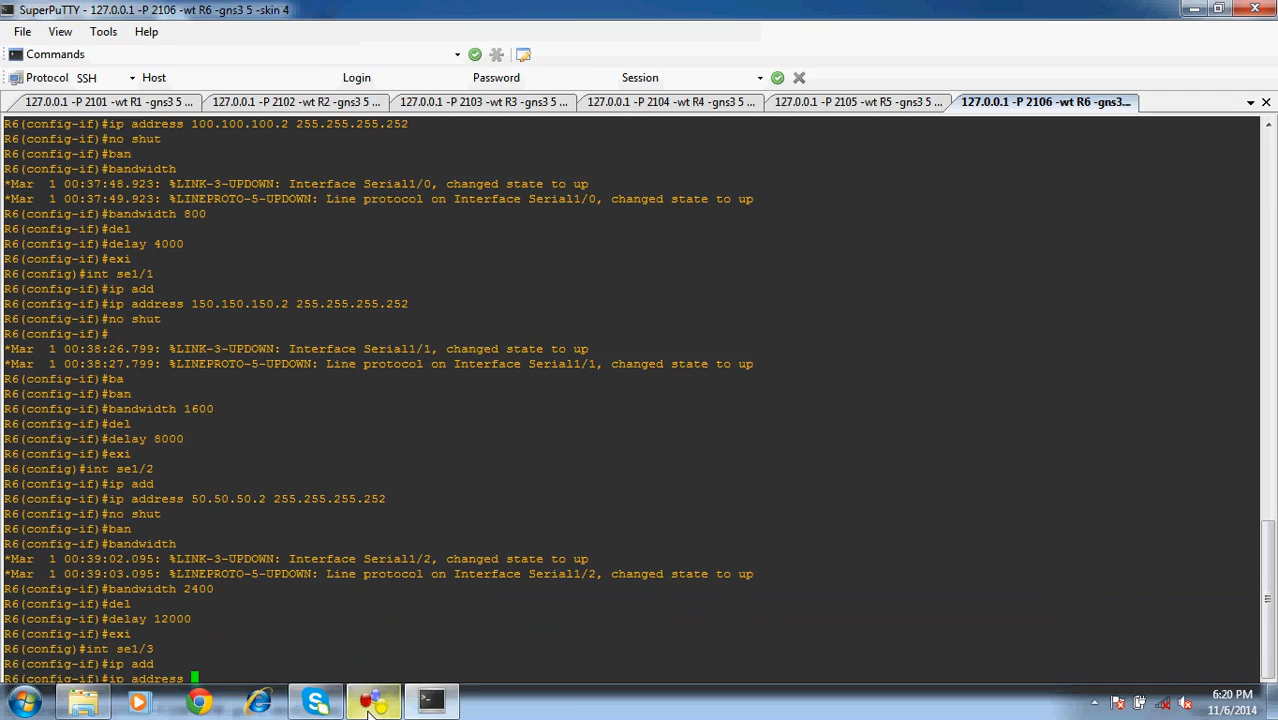 SuperPuTTY - 127.0.0.1 -P 2106 -wt R6 -gns3 5 -skin 4
File View Tools Help
Commands
Protocol SSH Host Login Password Session
127.0.0.1 -P 2101 -wt R1 -gns3 5 ... 127.0.0.1 -P 2102 -wt R2 -gns3 5 ... 127.0.0.1 -P 2103 -wt R3 -gns3 5 ... 127.0.0.1 -P 2104 -wt R4 -gns3 5 ... 127.0.0.1 -P 2105 -wt R5 -gns3 5 ... 127.0.0.1 -P 2106 -wt R6 -gns3...
R6(config-if)#ip address 100.100.100.2 255.255.255.252
R6(config-if)#no shut
R6(config-if)#ban
R6(config-if)#bandwidth
*Mar  1 00:37:48.923: %LINK-3-UPDOWN: Interface Serial1/0, changed state to up
*Mar  1 00:37:49.923: %LINEPROTO-5-UPDOWN: Line protocol on Interface Serial1/0, changed state to up
R6(config-if)#bandwidth 800
R6(config-if)#del
R6(config-if)#delay 4000
R6(config-if)#exi
R6(config)#int se1/1
R6(config-if)#ip add
R6(config-if)#ip address 150.150.150.2 255.255.255.252
R6(config-if)#no shut
R6(config-if)#
*Mar  1 00:38:26.799: %LINK-3-UPDOWN: Interface Serial1/1, changed state to up
*Mar  1 00:38:27.799: %LINEPROTO-5-UPDOWN: Line protocol on Interface Serial1/1, changed state to up
R6(config-if)#ba
R6(config-if)#ban
R6(config-if)#bandwidth 1600
R6(config-if)#del
R6(config-if)#delay 8000
R6(config-if)#exi
R6(config)#int se1/2
R6(config-if)#ip add
R6(config-if)#ip address 50.50.50.2 255.255.255.252
R6(config-if)#no shut
R6(config-if)#ban
R6(config-if)#bandwidth
*Mar  1 00:39:02.095: %LINK-3-UPDOWN: Interface Serial1/2, changed state to up
*Mar  1 00:39:03.095: %LINEPROTO-5-UPDOWN: Line protocol on Interface Serial1/2, changed state to up
R6(config-if)#bandwidth 2400
R6(config-if)#del
R6(config-if)#delay 12000
R6(config-if)#exi
R6(config)#int se1/3
R6(config-if)#ip add
R6(config-if)#ip address
6:20 PM
11/6/2014